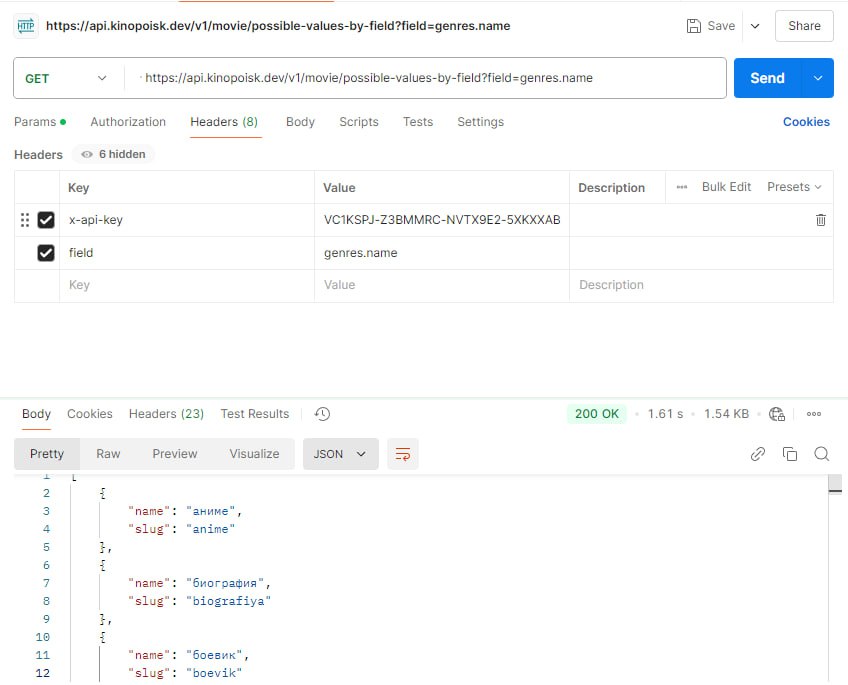 HTTP https://api.kinopoisk.dev/v1/movie/possible-values-by-field?field=genres.name Save Share
GET https://api.kinopoisk.dev/v1/movie/possible-values-by-field?field=genres.name Send
Params Authorization Headers (8) Body Scripts Tests Settings Cookies
Headers 6 hidden
Key Value Description Bulk Edit Presets
x-api-key VC1KSPJ-Z3BMMRC-NVTX9E2-5XKXXAB
field genres.name
Key Value Description
Body Cookies Headers (23) Test Results 200 OK 1.61 s 1.54 KB
Pretty Raw Preview Visualize JSON
1 [
2 {
3 "name": "аниме",
4 "slug": "anime"
5 },
6 {
7 "name": "биография",
8 "slug": "biografiya"
9 },
10 {
11 "name": "боевик",
12 "slug": "boevik"